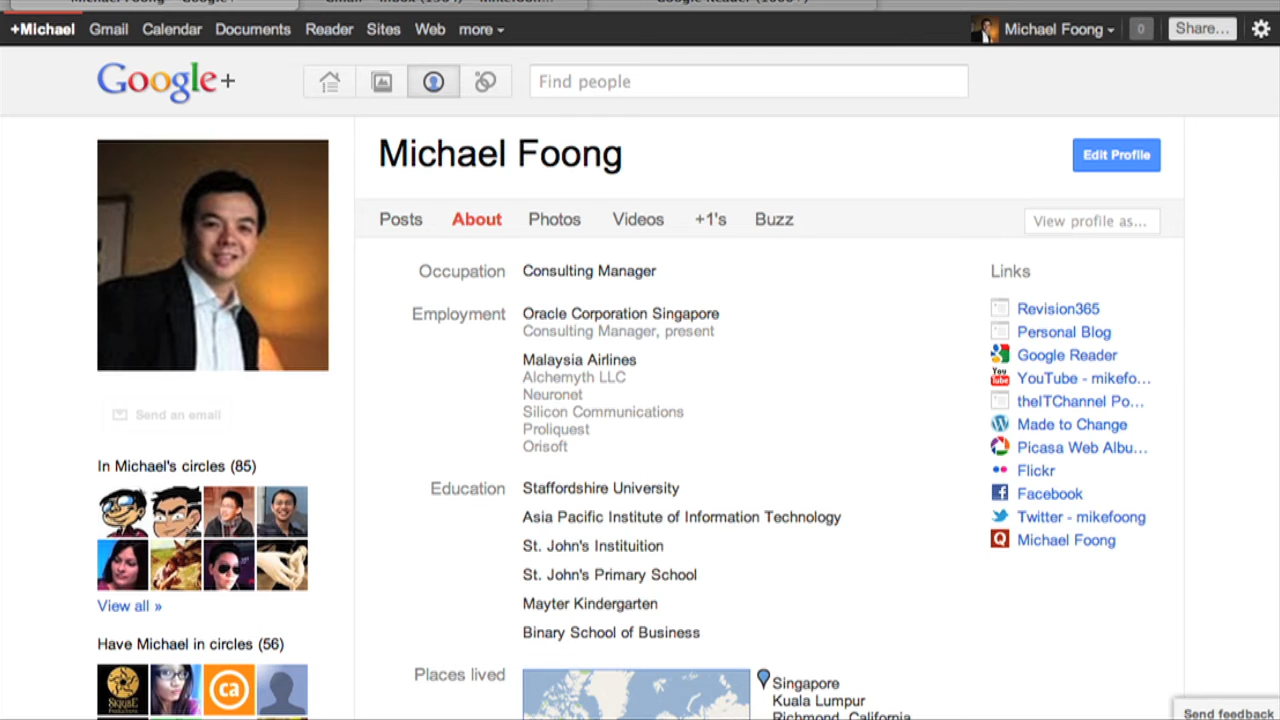 +Michael Gmail Calendar Documents Reader Sites Web more Michael Foong 0 Share...
Google+ Find people
Michael Foong Edit Profile
Posts About Photos Videos +1's Buzz View profile as...
Occupation Consulting Manager
Employment Oracle Corporation Singapore
Consulting Manager, present
Malaysia Airlines
Alchemyth LLC
Neuronet
Silicon Communications
Proliquest
Orisoft
Education Staffordshire University
Asia Pacific Institute of Information Technology
St. John's Instituition
St. John's Primary School
Mayter Kindergarten
Binary School of Business
Places lived
Singapore
Kuala Lumpur
Richmond, California
Links
Revision365
Personal Blog
Google Reader
You
Tube
YouTube - mikefo...
theITChannel Po...
Made to Change
Picasa Web Albu...
Flickr
Facebook
Twitter - mikefoong
Q Michael Foong
Send an email
In Michael's circles (85)
View all »
Have Michael in circles (56)
ca
Send feedback